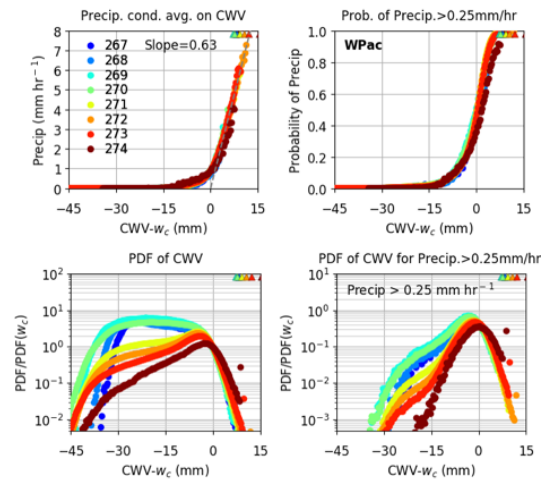 Precip. cond. avg. on CWV
Prob. of Precip.>0.25mm/hr
8
7
6
5
4
3
2
1
0
Precip (mm hr⁻¹)
Slope=0.63
267
268
269
270
271
272
273
274
-45 -30 -15 0 15
CWV-w_c (mm)
1.0
0.8
0.6
0.4
0.2
0.0
Probability of Precip
WPac
-45 -30 -15 0 15
CWV-w_c (mm)
PDF of CWV
PDF of CWV for Precip.>0.25mm/hr
10²
10¹
10⁰
10⁻¹
10⁻²
PDF/PDF(w_c)
-45 -30 -15 0 15
CWV-w_c (mm)
Precip > 0.25 mm hr⁻¹
10²
10¹
10⁰
10⁻¹
10⁻²
10⁻³
PDF/PDF(w_c)
-45 -30 -15 0 15
CWV-w_c (mm)